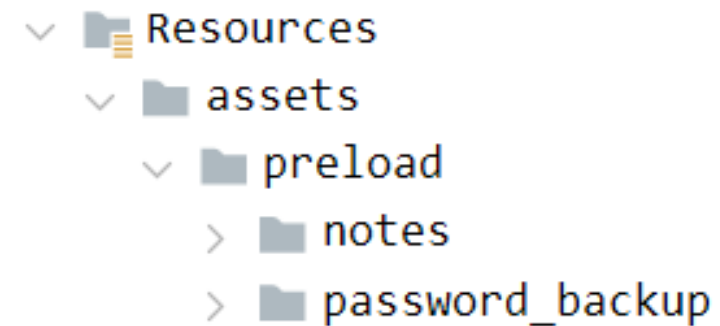 Resources
assets
preload
notes
password_backup